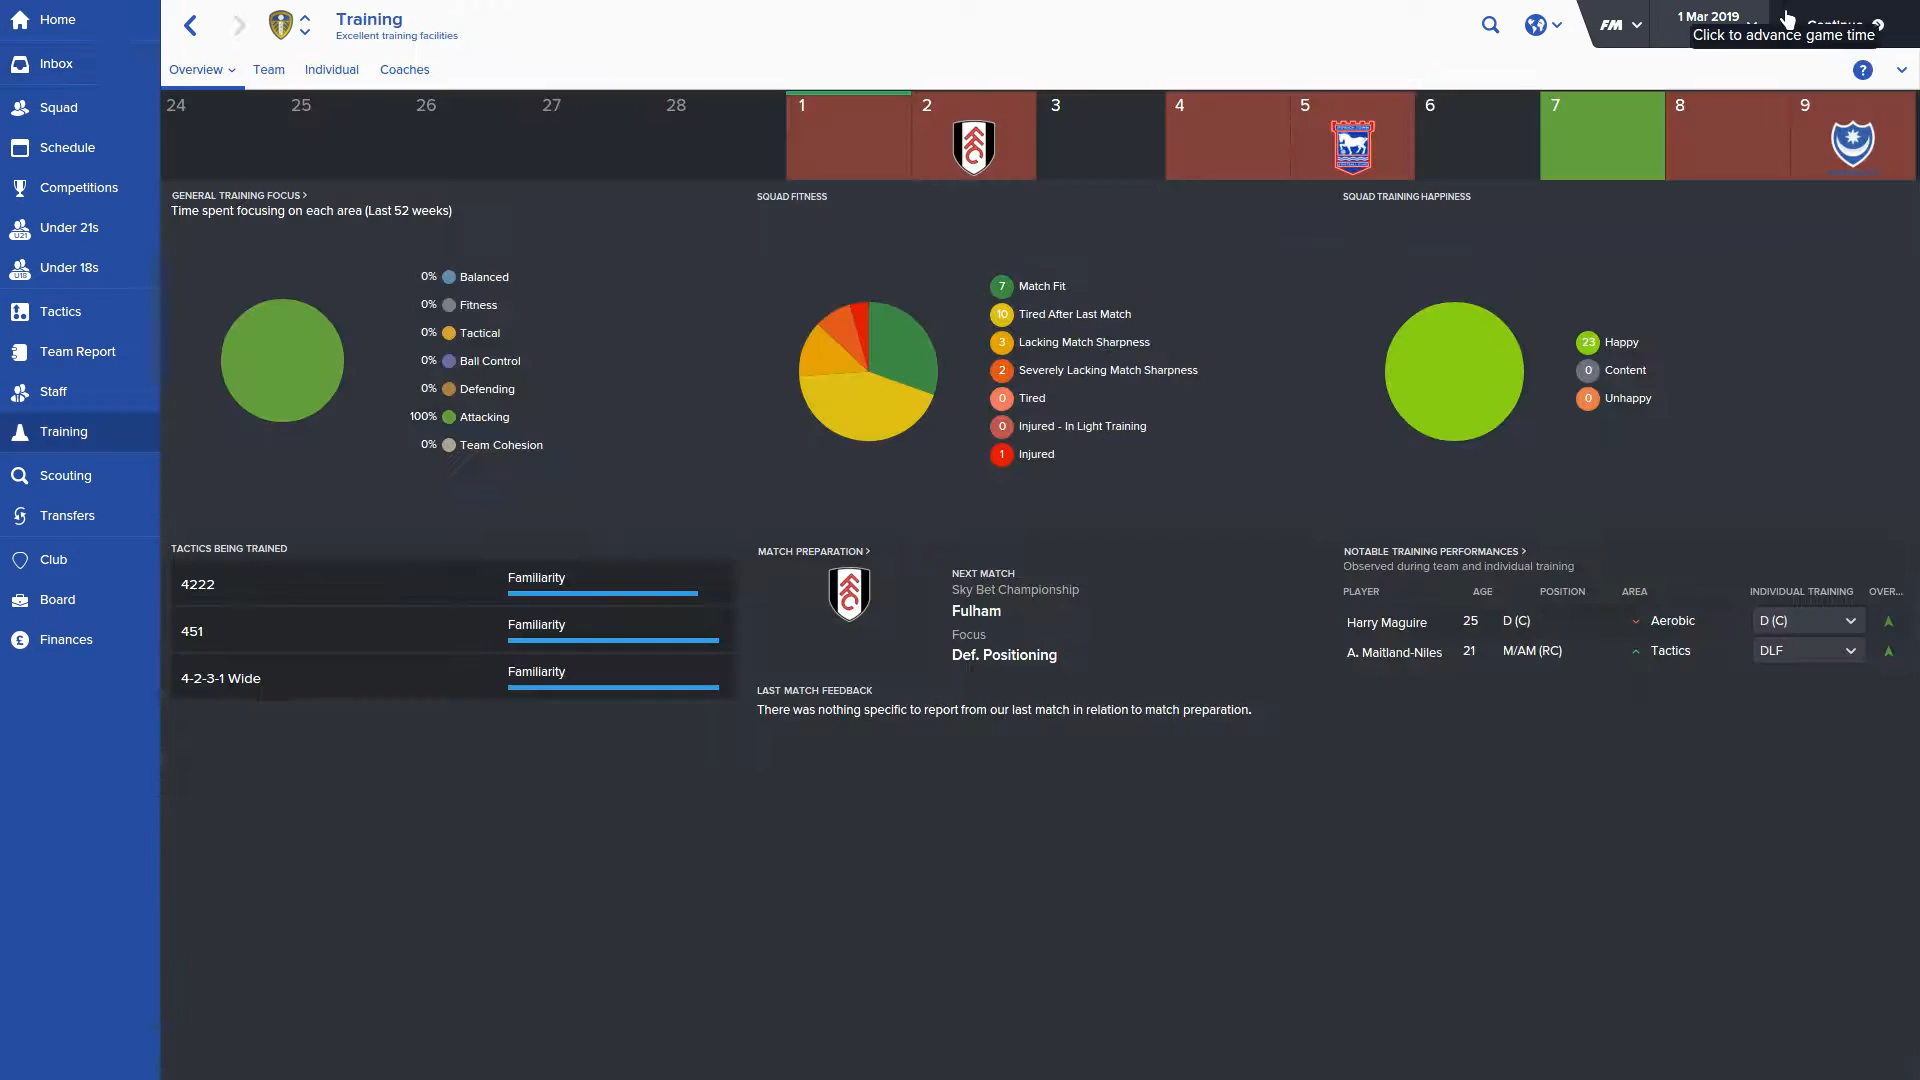 Home
Inbox
Squad
Schedule
Competitions
U21
Under 21s
U18
Under 18s
Tactics
Team Report
Staff
Training
Scouting
Transfers
Club
Board
Finances
Training
Excellent training facilities
FM
1 Mar 2019
Continue
Click to advance game time
Overview Team Individual Coaches
?
24 25 26 27 28 1 2 3 4 5 6 7 8 9
GENERAL TRAINING FOCUS >
Time spent focusing on each area (Last 52 weeks)
0% Balanced
0% Fitness
0% Tactical
0% Ball Control
0% Defending
100% Attacking
0% Team Cohesion
SQUAD FITNESS
7 Match Fit
10 Tired After Last Match
3 Lacking Match Sharpness
2 Severely Lacking Match Sharpness
0 Tired
0 Injured - In Light Training
1 Injured
SQUAD TRAINING HAPPINESS
23 Happy
0 Content
0 Unhappy
TACTICS BEING TRAINED
4222 Familiarity
451 Familiarity
4-2-3-1 Wide Familiarity
MATCH PREPARATION >
NEXT MATCH
Sky Bet Championship
Fulham
Focus
Def. Positioning
LAST MATCH FEEDBACK
There was nothing specific to report from our last match in relation to match preparation.
NOTABLE TRAINING PERFORMANCES >
Observed during team and individual training
PLAYER AGE POSITION AREA INDIVIDUAL TRAINING OVER...
Harry Maguire 25 D (C) Aerobic D (C)
A. Maitland-Niles 21 M/AM (RC) Tactics DLF